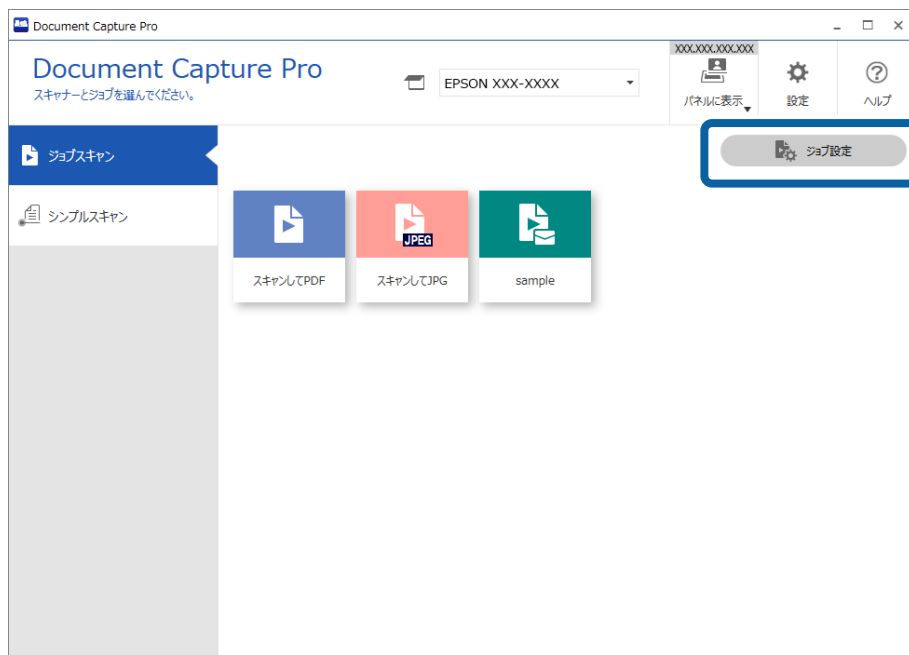 Document Capture Pro
Document Capture Pro
スキャナーとジョブを選んでください。
EPSON XXX-XXXX
XXX.XXX.XXX.XXX
パネルに表示
設定
ヘルプ
ジョブスキャン
ジョブ設定
シンプルスキャン
JPEG
スキャンしてPDF
スキャンしてJPG
sample